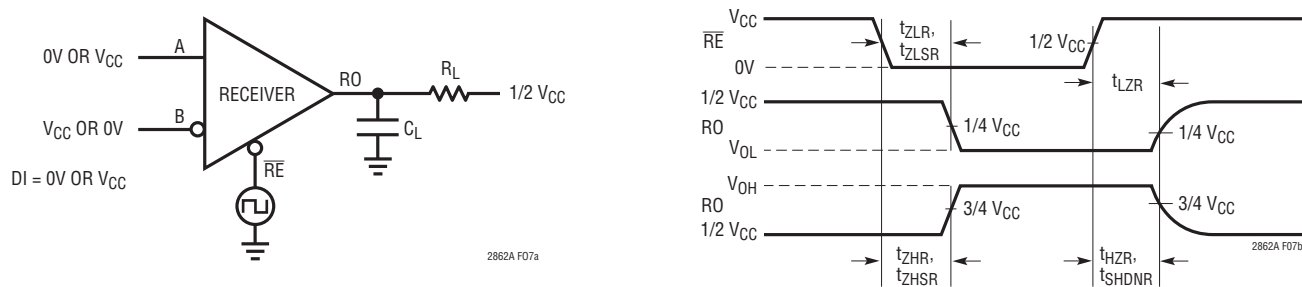 0V OR VCC
A
RECEIVER
RO
RL
1/2 VCC
CL
VCC OR 0V
B
RE
DI = 0V OR VCC
2862A F07a
VCC
RE
0V
tZLR,
tZLSR
1/2 VCC
tLZR
1/2 VCC
RO
VOL
1/4 VCC
1/4 VCC
VOH
RO
1/2 VCC
3/4 VCC
3/4 VCC
tZHR,
tZHSR
tHZR,
tSHDNR
2862A F07b